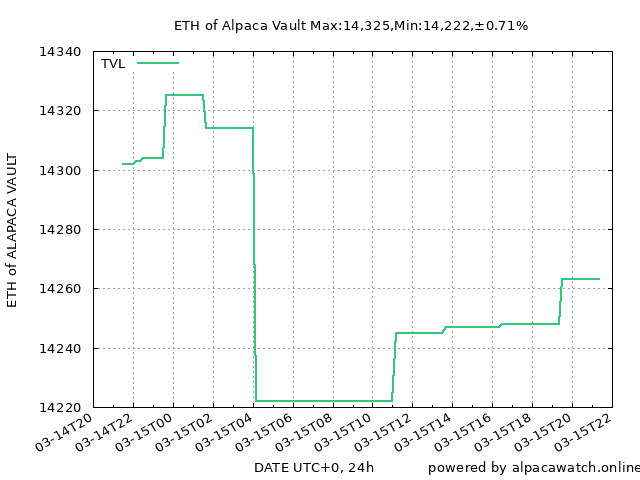 ETH of Alpaca Vault Max:14,325,Min:14,222,±0.71%
14340
TVL
14320
14300
14280
14260
14240
14220
ETH of ALAPACA VAULT
03-14T20
03-14T22
03-15T00
03-15T02
03-15T04
03-15T06
03-15T08
03-15T10
03-15T12
03-15T14
03-15T16
03-15T18
03-15T20
03-15T22
DATE UTC+0, 24h
powered by alpacawatch.online